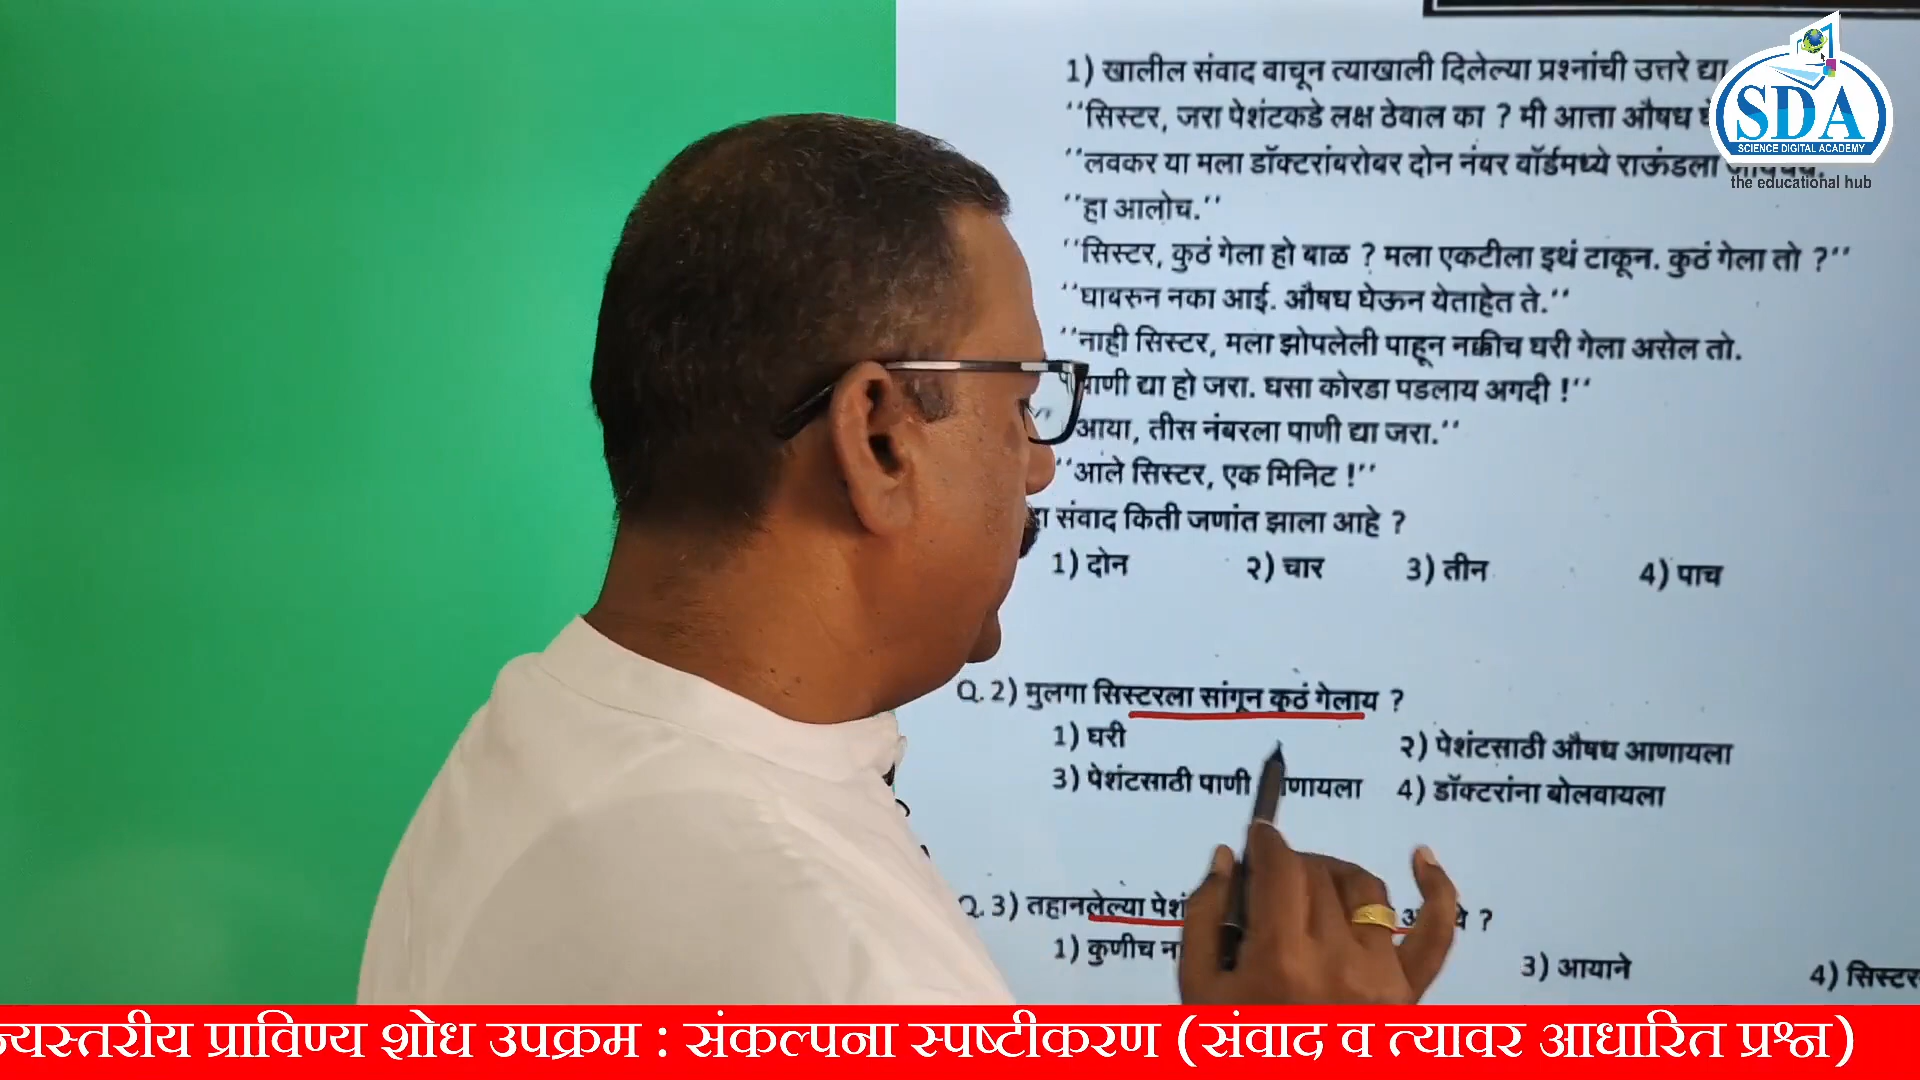 1) खालील संवाद वाचून त्याखाली दिलेल्या प्रश्नांची उत्तरे द्या
‘‘सिस्टर, जरा पेशंटकडे लक्ष ठेवाल का ? मी आत्ता औषध
‘‘लवकर या मला डॉक्टरांबरोबर दोन नंबर वॉर्डमध्ये राऊंडला
‘‘हा आलोच.’’
‘‘सिस्टर, कुठं गेला हो बाळ ? मला एकटीला इथं टाकून. कुठं गेला तो ?’’
‘‘घाबरुन नका आई. औषध घेऊन येताहेत ते.’’
‘‘नाही सिस्टर, मला झोपलेली पाहून नक्कीच घरी गेला असेल तो.
पाणी द्या हो जरा. घसा कोरडा पडलाय अगदी !‘‘
आया, तीस नंबरला पाणी द्या जरा.’’
‘‘आले सिस्टर, एक मिनिट !’’
संवाद किती जणांत झाला आहे ?
1) दोन २) चार 3) तीन 4) पाच
Q. 2) मुलगा सिस्टरला सांगून कुठं गेलाय ?
1) घरी २) पेशंटसाठी औषध आणायला
3) पेशंटसाठी पाणी 4) डॉक्टरांना बोलवायला
Q. 3) तहानलेल्या ?
1) कुणीच 3) आयाने 4) सिस्टर
SDA
SCIENCE DIGITAL ACADEMY
the educational hub
प्राविण्य शोध उपक्रम : संकल्पना स्पष्टीकरण (संवाद व त्यावर आधारित प्रश्न)